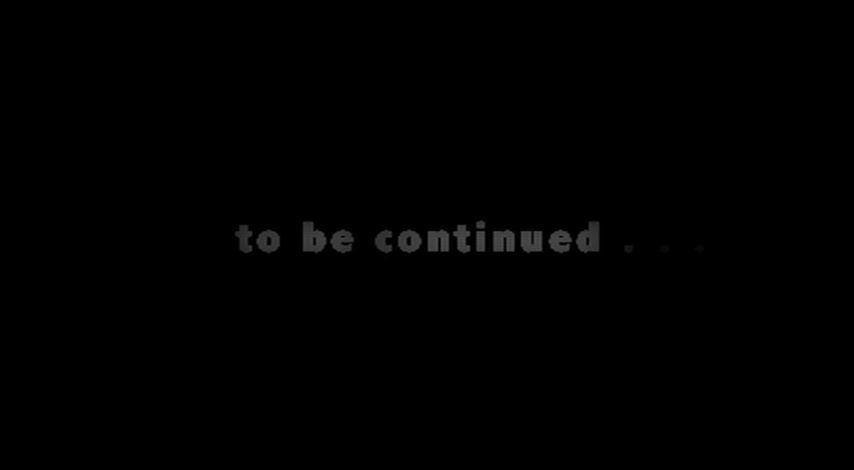 to be continued . . .